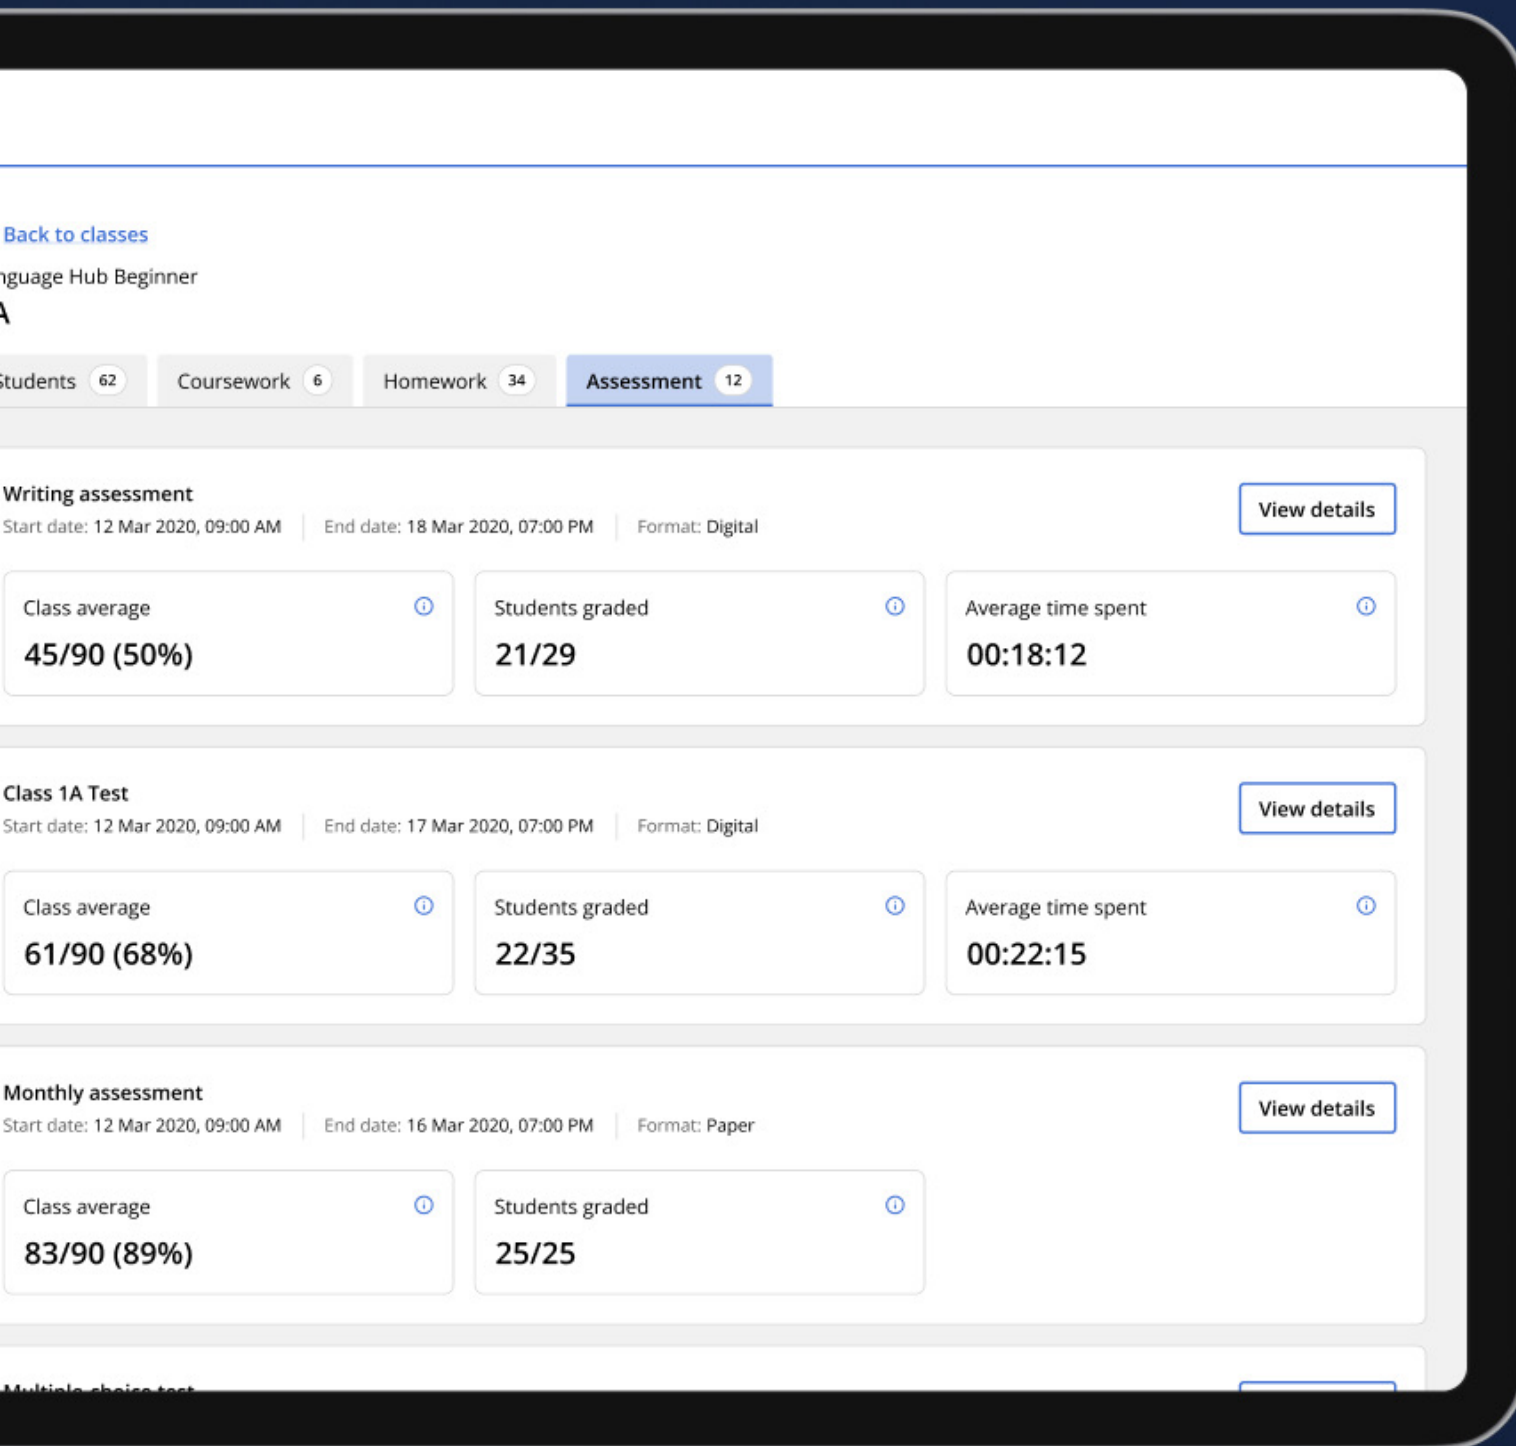 Back to classes
nguage Hub Beginner
A
Students 62 Coursework 6 Homework 34 Assessment 12
Writing assessment
View details
Start date: 12 Mar 2020, 09:00 AM End date: 18 Mar 2020, 07:00 PM Format: Digital
Class average Students graded Average time spent
45/90 (50%) 21/29 00:18:12
Class 1A Test
View details
Start date: 12 Mar 2020, 09:00 AM End date: 17 Mar 2020, 07:00 PM Format: Digital
Class average Students graded Average time spent
61/90 (68%) 22/35 00:22:15
Monthly assessment
View details
Start date: 12 Mar 2020, 09:00 AM End date: 16 Mar 2020, 07:00 PM Format: Paper
Class average Students graded
83/90 (89%) 25/25
Multiple choice test